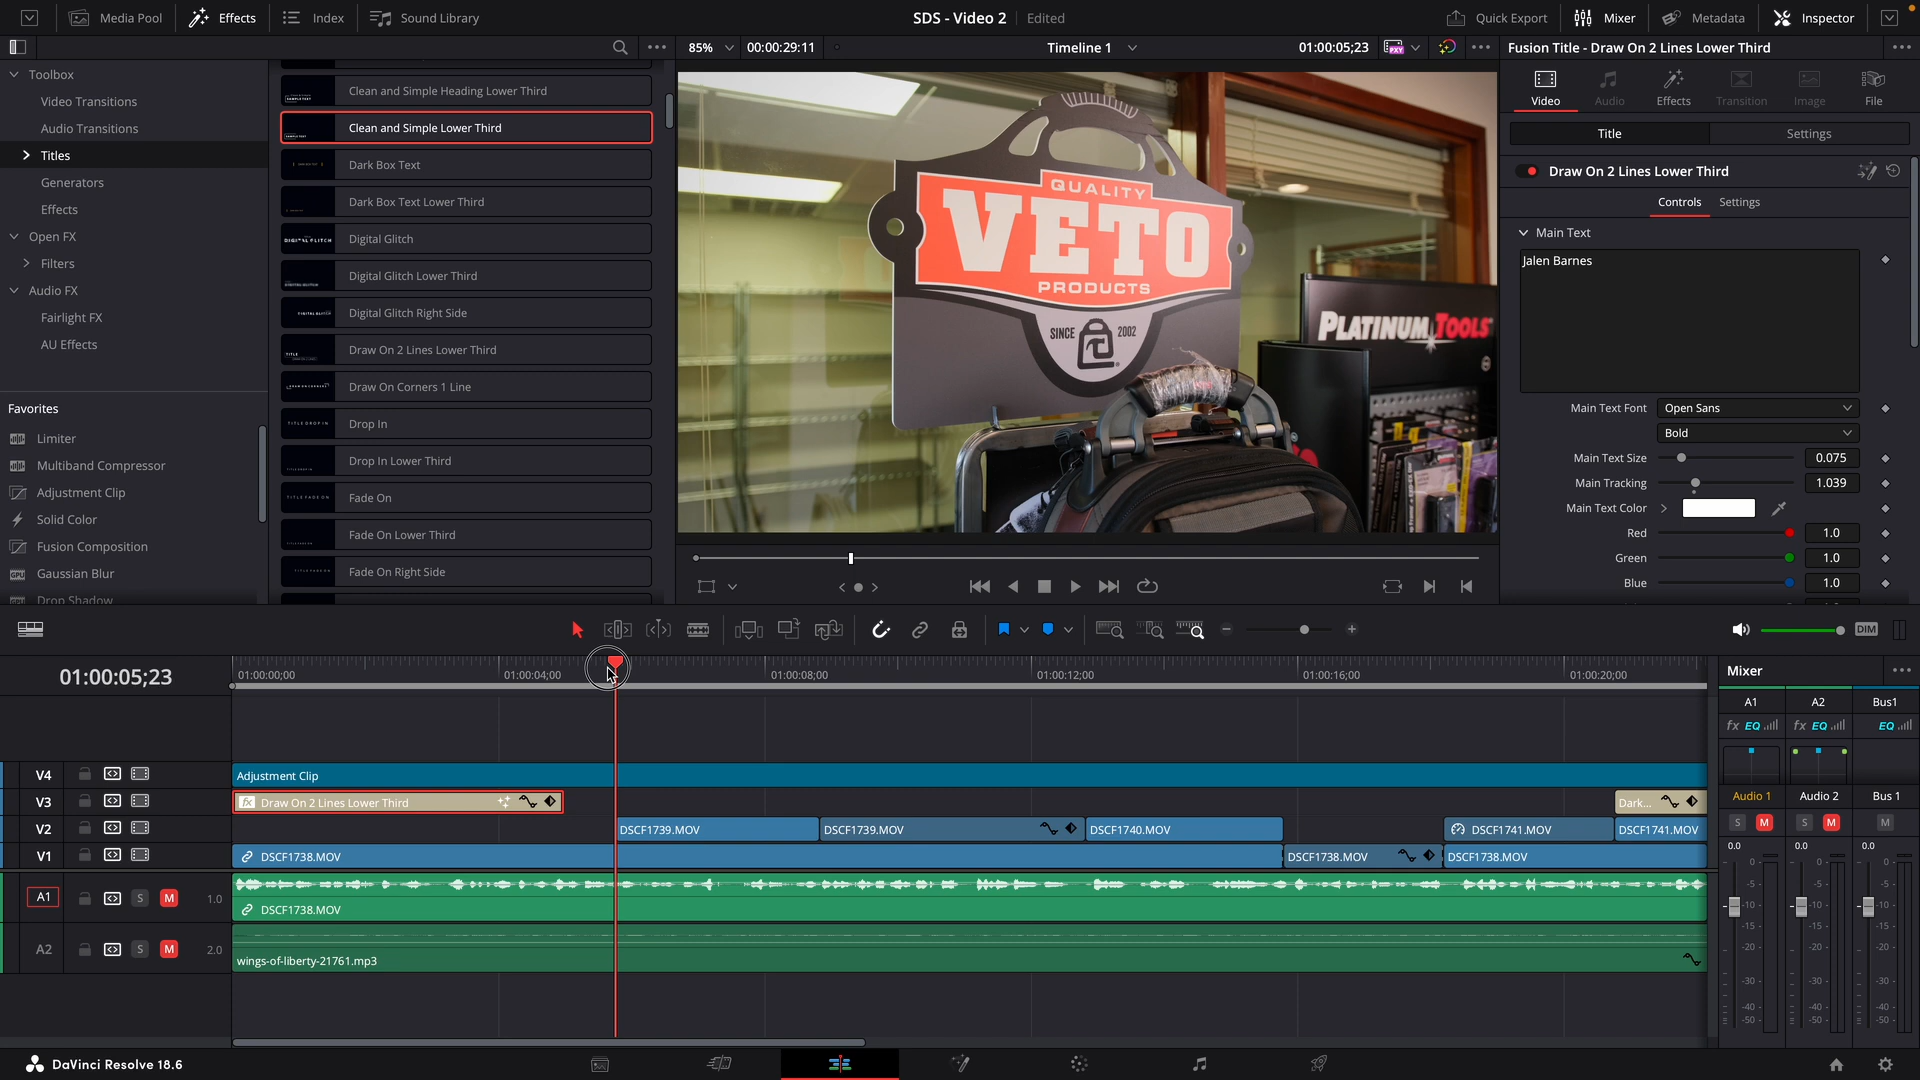 Media Pool
Effects
Index
Sound Library
SDS - Video 2
Edited
Quick Export
Mixer
Metadata
Inspector
85%
00:00:29:11
Timeline 1
01:00:05;23
Fusion Title - Draw On 2 Lines Lower Third
Toolbox
Video Transitions
Audio Transitions
Titles
Generators
Effects
Open FX
Filters
Audio FX
Fairlight FX
AU Effects
Favorites
Limiter
Multiband Compressor
Adjustment Clip
Solid Color
Fusion Composition
Gaussian Blur
Drop Shadow
Clean and Simple Heading Lower Third
Clean and Simple Lower Third
Dark Box Text
Dark Box Text Lower Third
Digital Glitch
Digital Glitch Lower Third
Digital Glitch Right Side
Draw On 2 Lines Lower Third
Draw On Corners 1 Line
Drop In
Drop In Lower Third
Fade On
Fade On Lower Third
Fade On Right Side
QUALITY
VETO
PRODUCTS
SINCE 2002
PLATINUM TOOLS
Video
Audio
Effects
Transition
Image
File
Title
Settings
Draw On 2 Lines Lower Third
Controls
Settings
Main Text
Jalen Barnes
Main Text Font
Open Sans
Bold
Main Text Size
0.075
Main Tracking
1.039
Main Text Color
Red
1.0
Green
1.0
Blue
1.0
DIM
01:00:05;23
01:00:00;00
01:00:04;00
01:00:08;00
01:00:12;00
01:00:16;00
01:00:20;00
V4
Adjustment Clip
V3
Draw On 2 Lines Lower Third
Dark...
V2
DSCF1739.MOV
DSCF1739.MOV
DSCF1740.MOV
DSCF1741.MOV
DSCF1741.MOV
V1
DSCF1738.MOV
DSCF1738.MOV
DSCF1738.MOV
A1
S
M
1.0
DSCF1738.MOV
A2
S
M
2.0
wings-of-liberty-21761.mp3
Mixer
A1
A2
Bus1
fx EQ
fx EQ
EQ
Audio 1
Audio 2
Bus 1
S
M
S
M
M
0.0
0.0
0.0
0
-5
-10
-15
-20
-30
-40
-50
0
-5
-10
-15
-20
-30
-40
-50
0
-5
-10
-15
-20
-30
-40
-50
DaVinci Resolve 18.6